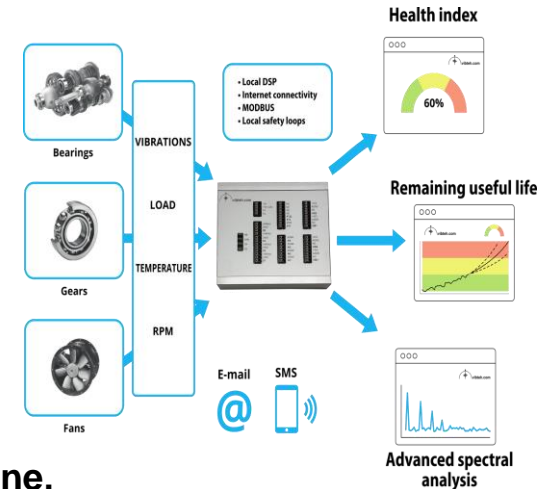 Health index
60%
• Local DSP
• Internet connectivity
• MODBUS
• Local safety loops
Bearings
VIBRATIONS
LOAD
TEMPERATURE
RPM
Remaining useful life
Gears
E-mail
SMS
@
Fans
Advanced spectral
analysis
ne.